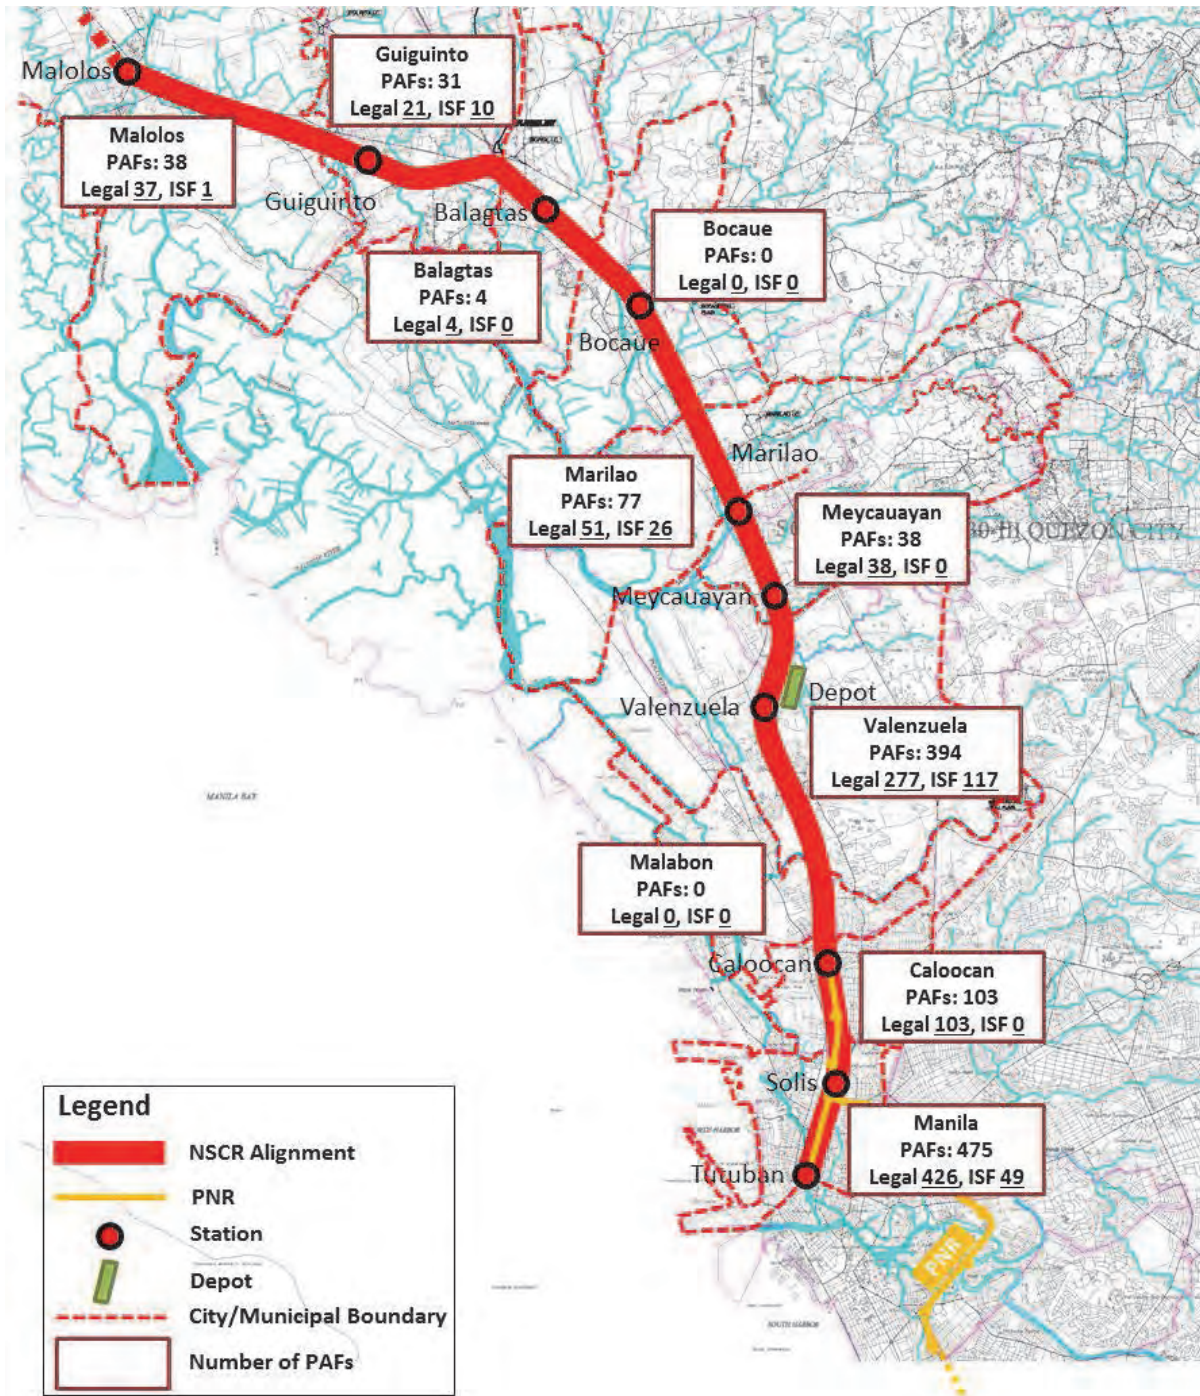 Malolos
Guiguinto
PAFs: 31
Legal 21, ISF 10
Malolos
PAFs: 38
Legal 37, ISF 1
Guiguinto
Balagtas
Bocaue
PAFs: 0
Legal 0, ISF 0
Balagtas
PAFs: 4
Legal 4, ISF 0
Bocaue
Marilao
Marilao
PAFs: 77
Legal 51, ISF 26
Meycauayan
PAFs: 38
Legal 38, ISF 0
QUEZON CITY
Meycauayan
Depot
Valenzuela
Valenzuela
PAFs: 394
Legal 277, ISF 117
MANILA BAY
Malabon
PAFs: 0
Legal 0, ISF 0
Caloocan
Caloocan
PAFs: 103
Legal 103, ISF 0
Solis
Manila
PAFs: 475
Legal 426, ISF 49
Tutuban
PNR
SOUTH HARBOR
Legend
NSCR Alignment
PNR
Station
Depot
City/Municipal Boundary
Number of PAFs